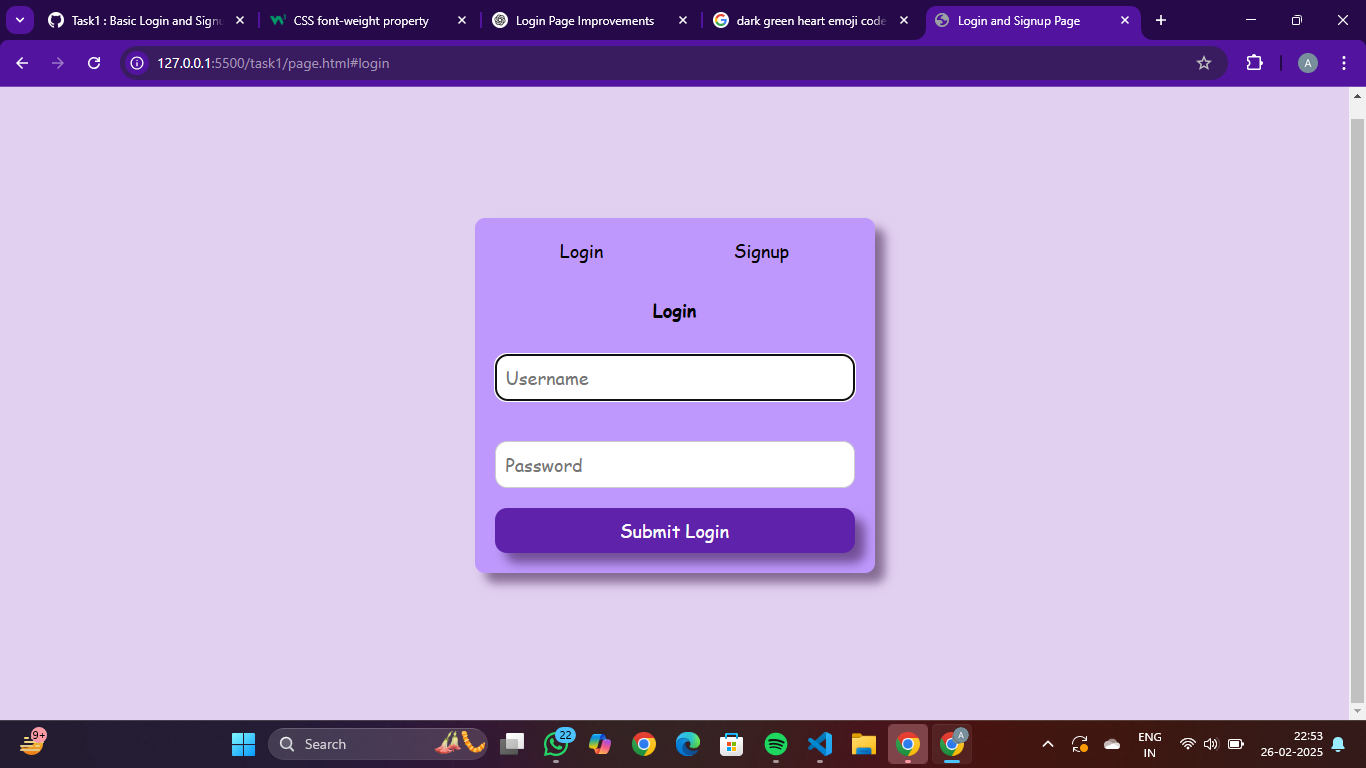 Task1 : Basic Login and Signu
CSS font-weight property
Login Page Improvements
dark green heart emoji code
Login and Signup Page
127.0.0.1:5500/task1/page.html#login
A
Login Signup
Login
Username
Password
Submit Login
9+
Search
22
A
ENG
IN
22:53
26-02-2025